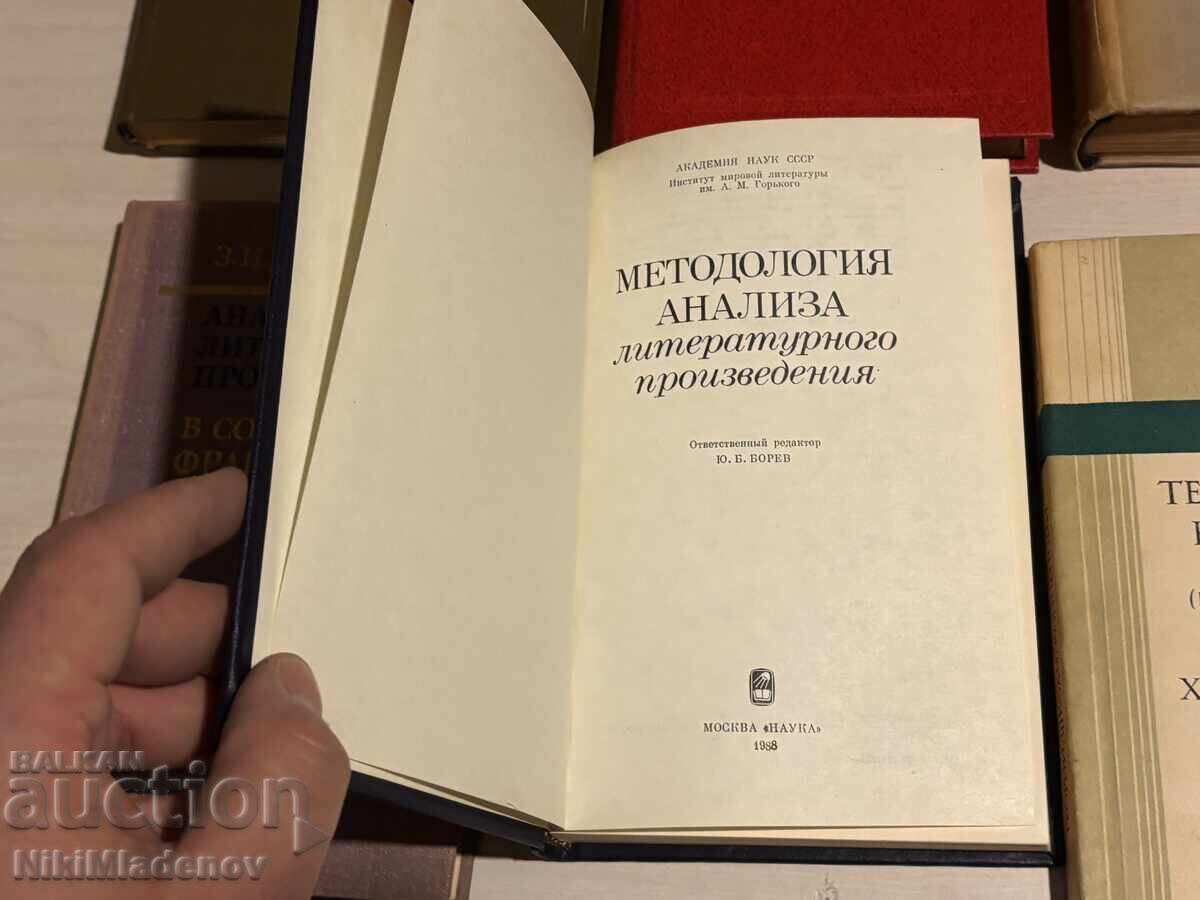 АКАДЕМИЯ НАУК СССР
Институт мировой литературы
им. А. М. Горького
МЕТОДОЛОГИЯ
АНАЛИЗА
литературного
произведения
Ответственный редактор
Ю. Б. БОРЕВ
МОСКВА «НАУКА»
1988
BALKAN
auction
NikiMladenov